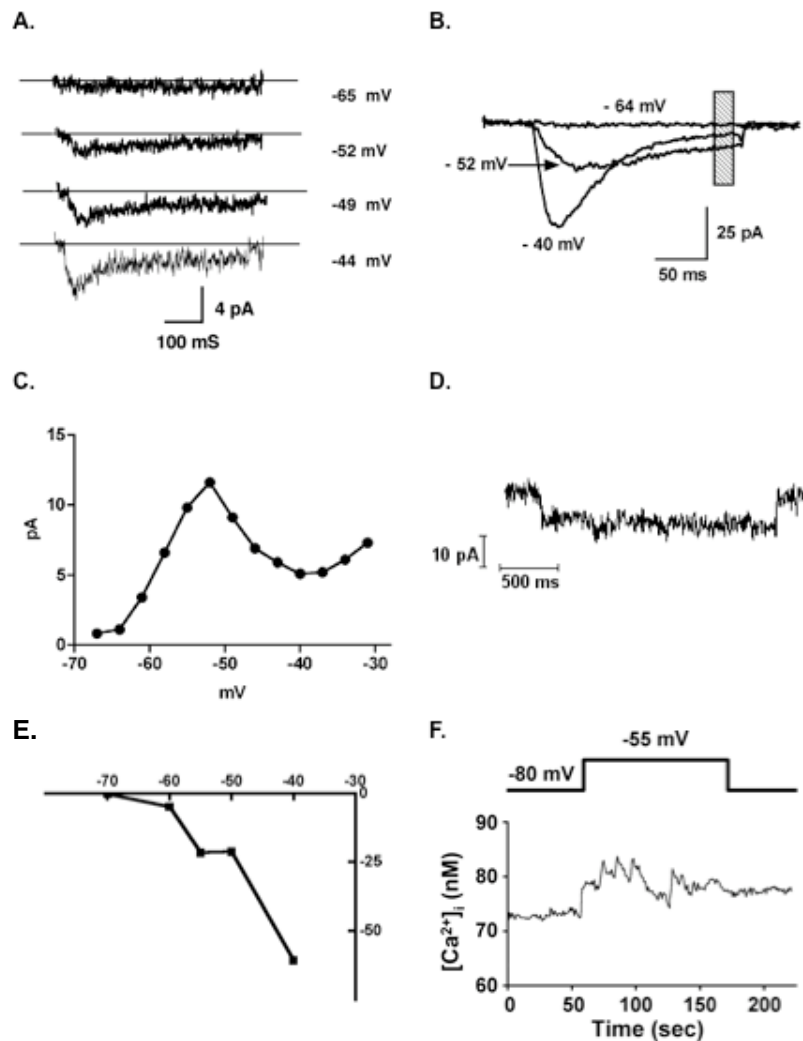 A.
-65 mV
-52 mV
-49 mV
-44 mV
4 pA
100 mS
B.
- 64 mV
- 52 mV
- 40 mV
25 pA
50 ms
C.
15
10
5
0
pA
-70 -60 -50 -40 -30
mV
D.
10 pA
500 ms
E.
-70 -60 -50 -40 -30
0
-25
-50
F.
-55 mV
-80 mV
90
80
70
60
[Ca²⁺]i (nM)
0 50 100 150 200
Time (sec)